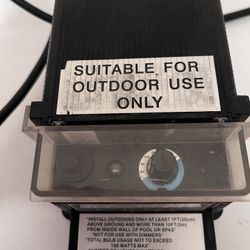 SUITABLE FOR
OUTDOOR USE
ONLY
"INSTALL OUTDOORS ONLY AT LEAST 1FT(30cm)
ABOVE GROUND AND MORE THAN 10FT(3m)
FROM INSIDE WALL OF POOL OR SPAS"
"NOT FOR USE WITH DIMMERS"
"TOTAL BULB USAGE NOT TO EXCEED
150 WATTS MAX"